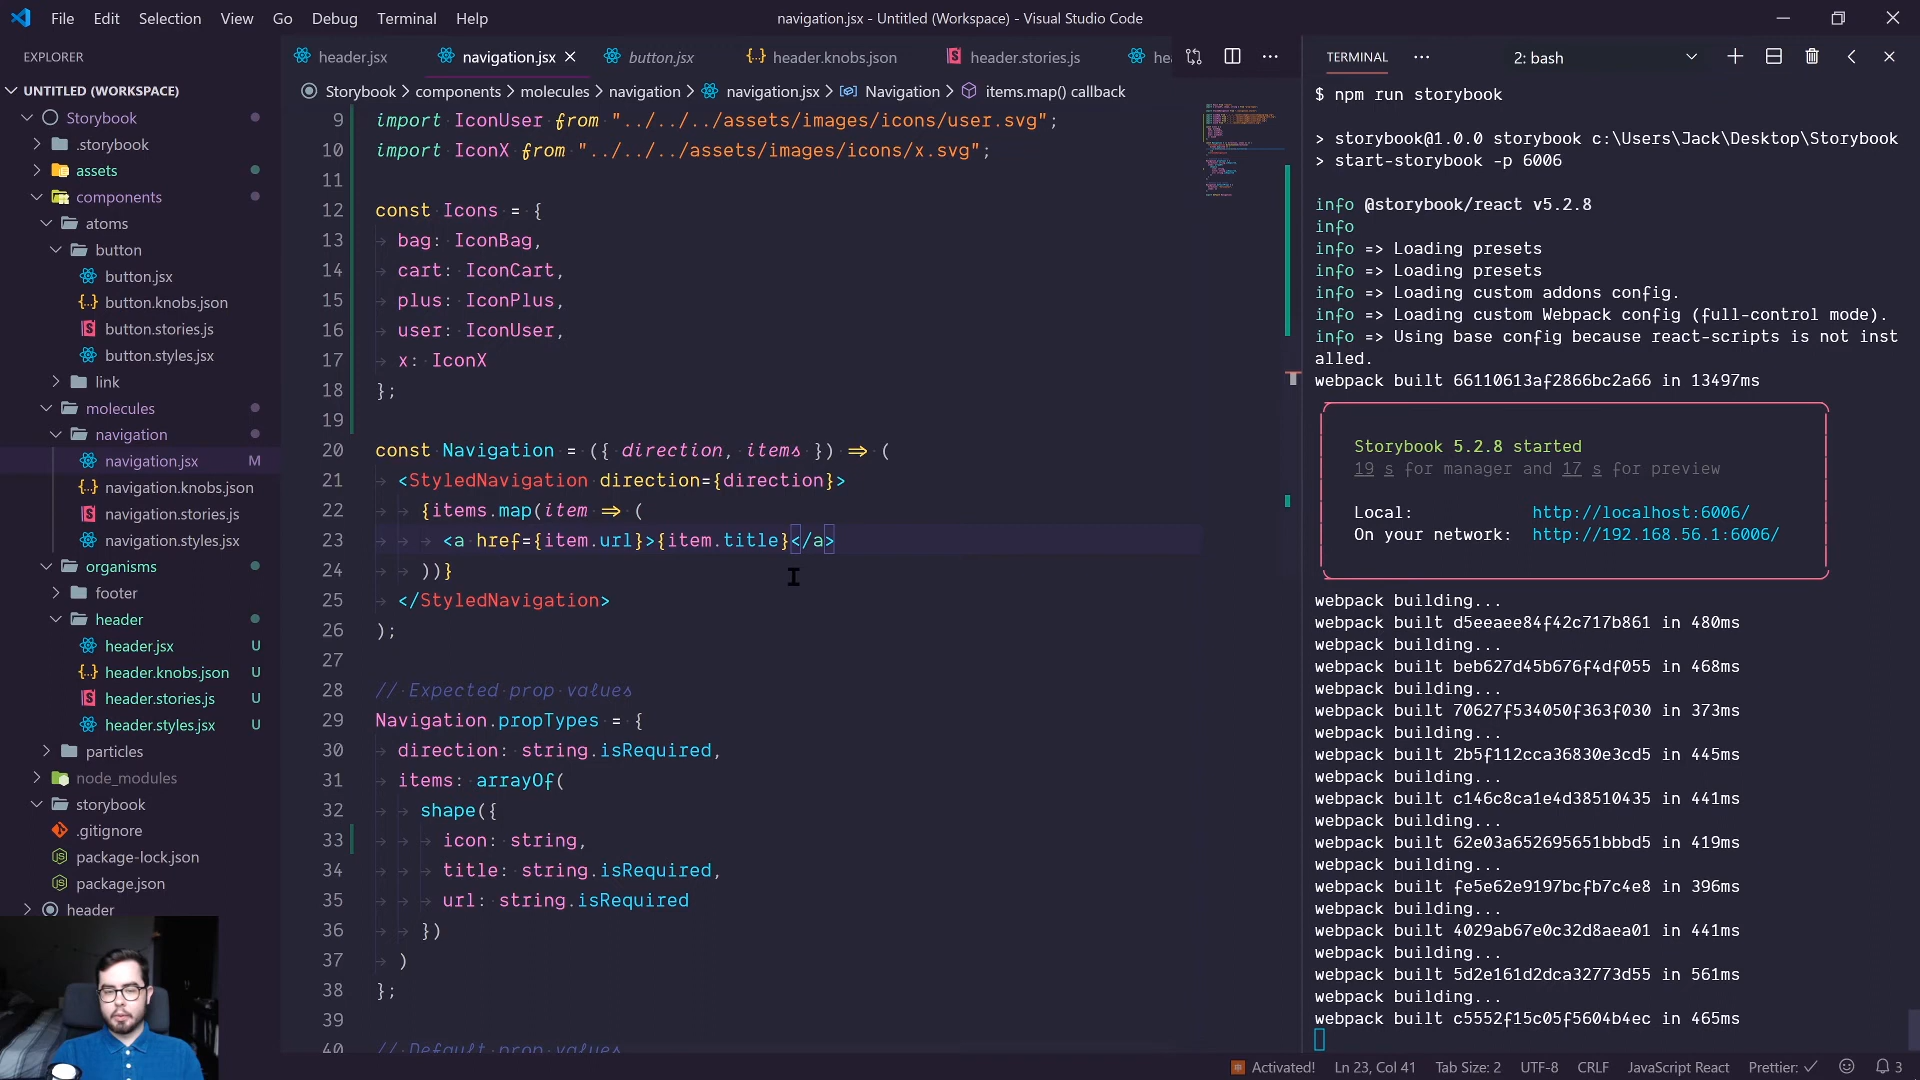 File Edit Selection View Go Debug Terminal Help
navigation.jsx - Untitled (Workspace) - Visual Studio Code
EXPLORER
UNTITLED (WORKSPACE)
Storybook
.storybook
assets
components
atoms
button
button.jsx
button.knobs.json
button.stories.js
button.styles.jsx
link
molecules
navigation
navigation.jsx M
navigation.knobs.json
navigation.stories.js
navigation.styles.jsx
organisms
footer
header
header.jsx U
header.knobs.json U
header.stories.js U
header.styles.jsx U
particles
node_modules
storybook
.gitignore
package-lock.json
package.json
header
header.jsx navigation.jsx button.jsx header.knobs.json header.stories.js he
Storybook > components > molecules > navigation > navigation.jsx > Navigation > items.map() callback
9 import IconUser from "../../../assets/images/icons/user.svg";
10 import IconX from "../../../assets/images/icons/x.svg";
11
12 const Icons = {
13 bag: IconBag,
14 cart: IconCart,
15 plus: IconPlus,
16 user: IconUser,
17 x: IconX
18 };
19
20 const Navigation = ({ direction, items }) => (
21 <StyledNavigation direction={direction}>
22 {items.map(item => (
23 <a href={item.url}>{item.title}</a>
24 ))}
25 </StyledNavigation>
26 );
27
28 // Expected prop values
29 Navigation.propTypes = {
30 direction: string.isRequired,
31 items: arrayOf(
32 shape({
33 icon: string,
34 title: string.isRequired,
35 url: string.isRequired
36 })
37 )
38 };
39
40 // Default prop values
TERMINAL
2: bash
$ npm run storybook
> storybook@1.0.0 storybook c:\Users\Jack\Desktop\Storybook
> start-storybook -p 6006
info @storybook/react v5.2.8
info
info => Loading presets
info => Loading presets
info => Loading custom addons config.
info => Loading custom Webpack config (full-control mode).
info => Using base config because react-scripts is not inst
alled.
webpack built 66110613af2866bc2a66 in 13497ms
Storybook 5.2.8 started
19 s for manager and 17 s for preview
Local: http://localhost:6006/
On your network: http://192.168.56.1:6006/
webpack building...
webpack built d5eeaee84f42c717b861 in 480ms
webpack building...
webpack built beb627d45b676f4df055 in 468ms
webpack building...
webpack built 70627f534050f363f030 in 373ms
webpack building...
webpack built 2b5f112cca36830e3cd5 in 445ms
webpack building...
webpack built c146c8ca1e4d38510435 in 441ms
webpack building...
webpack built 62e03a652695651bbbd5 in 419ms
webpack building...
webpack built fe5e62e9197bcfb7c4e8 in 396ms
webpack building...
webpack built 4029ab67e0c32d8aea01 in 441ms
webpack building...
webpack built 5d2e161d2dca32773d55 in 561ms
webpack building...
webpack built c5552f15c05f5604b4ec in 465ms
Activated! Ln 23, Col 41 Tab Size: 2 UTF-8 CRLF JavaScript React Prettier: ✓ 3